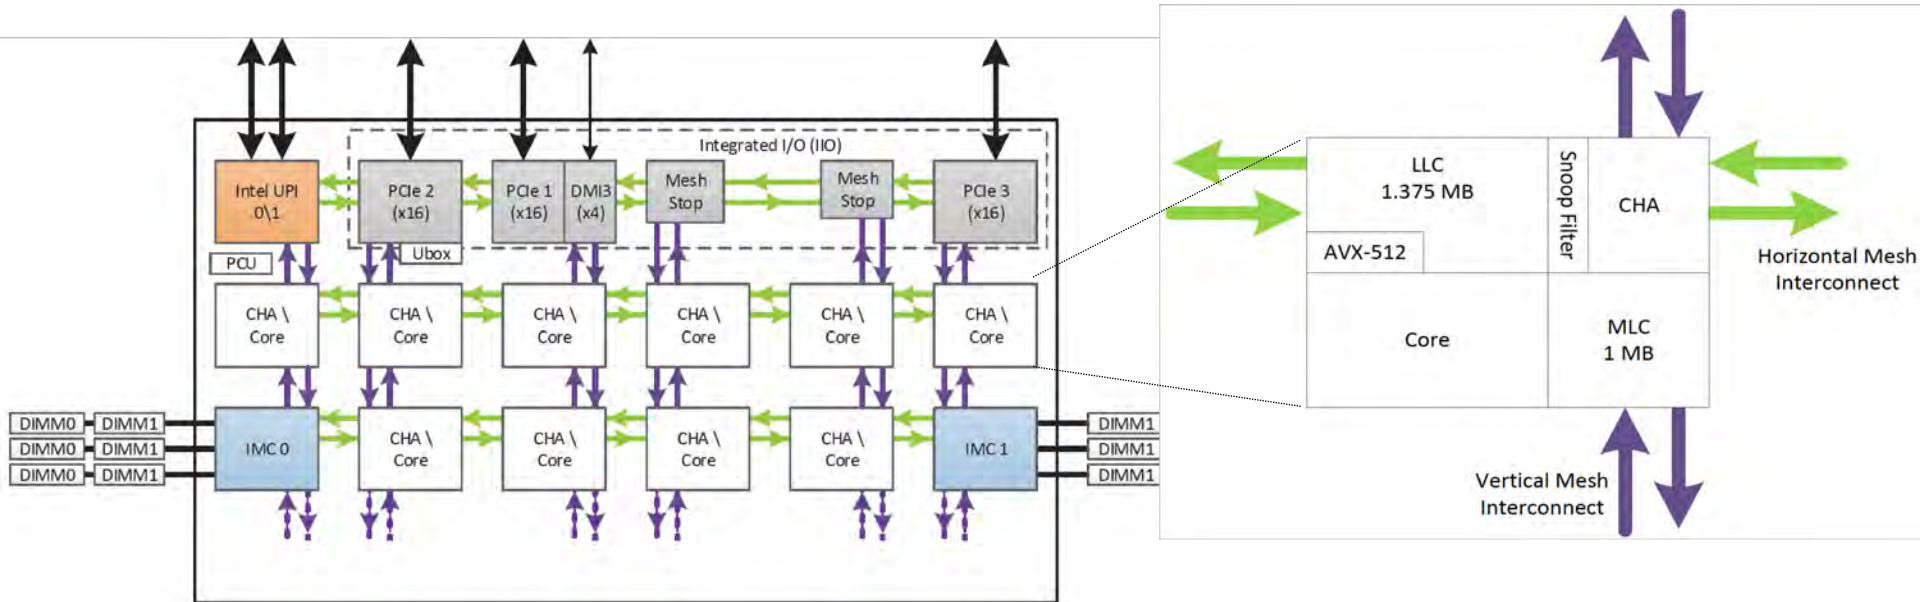 Integrated I/O (IIO)
Intel UPI
0\1
PCIe 2
(x16)
PCIe 1
(x16)
DMI3
(x4)
Mesh
Stop
Mesh
Stop
PCIe 3
(x16)
PCU
Ubox
CHA \
Core
CHA \
Core
CHA \
Core
CHA \
Core
CHA \
Core
CHA \
Core
DIMM0
DIMM1
DIMM0
DIMM1
DIMM0
DIMM1
IMC 0
CHA \
Core
CHA \
Core
CHA \
Core
CHA \
Core
IMC 1
DIMM1
DIMM1
DIMM1
LLC
1.375 MB
Snoop Filter
CHA
AVX-512
Core
MLC
1 MB
Horizontal Mesh
Interconnect
Vertical Mesh
Interconnect